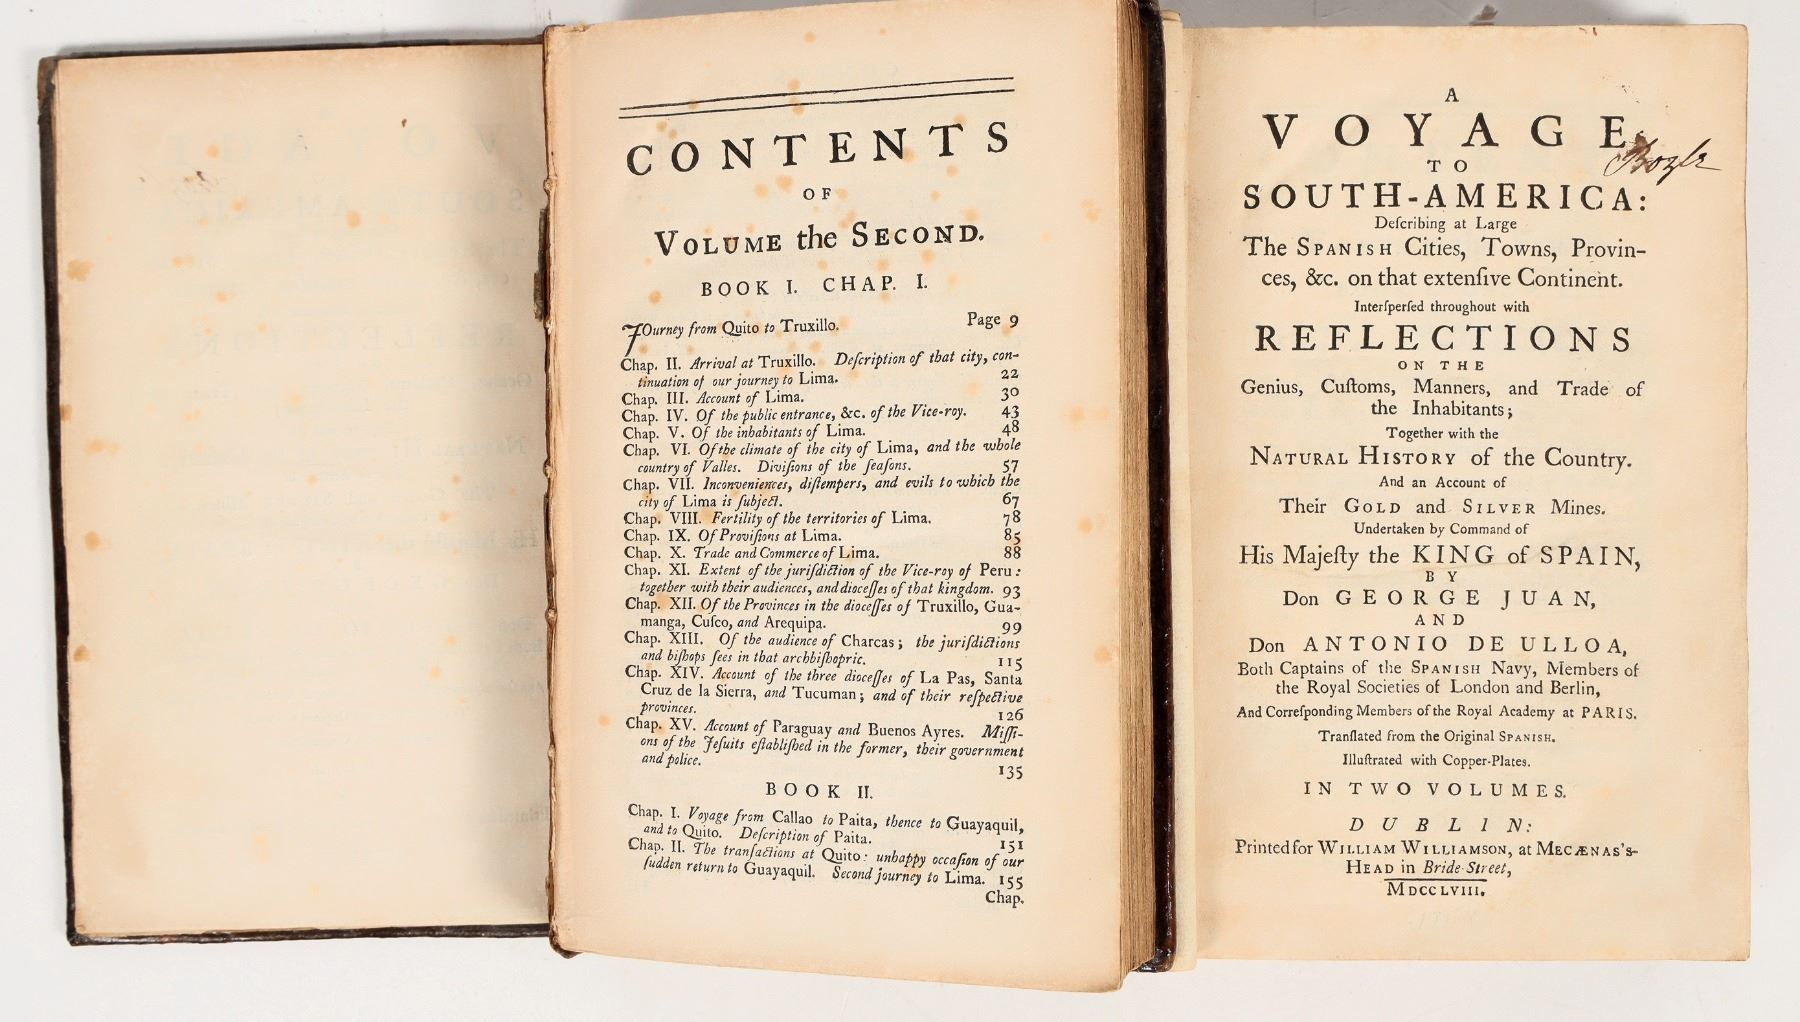 CONTENTS
OF
VOLUME the SECOND.
BOOK I. CHAP. I.
JOurney from Quito to Truxillo. Page 9
Chap. II. Arrival at Truxillo. Deſcription of that city, con-
tinuation of our journey to Lima. 22
Chap. III. Account of Lima. 30
Chap. IV. Of the public entrance, &c. of the Vice-roy. 43
Chap. V. Of the inhabitants of Lima. 48
Chap. VI. Of the climate of the city of Lima, and the whole
country of Valles. Diviſions of the ſeaſons. 57
Chap. VII. Inconveniences, diſtempers, and evils to which the
city of Lima is ſubject. 67
Chap. VIII. Fertility of the territories of Lima. 78
Chap. IX. Of Proviſions at Lima. 85
Chap. X. Trade and Commerce of Lima. 88
Chap. XI. Extent of the juriſdiction of the Vice-roy of Peru:
together with their audiences, and dioceſſes of that kingdom. 93
Chap. XII. Of the Provinces in the dioceſſes of Truxillo, Gua-
manga, Cuſco, and Arequipa. 99
Chap. XIII. Of the audience of Charcas; the juriſdictions
and biſhops ſees in that archbiſhopric. 115
Chap. XIV. Account of the three dioceſſes of La Pas, Santa
Cruz de la Sierra, and Tucuman; and of their reſpective
provinces. 126
Chap. XV. Account of Paraguay and Buenos Ayres. Miſſi-
ons of the Jeſuits eſtabliſhed in the former, their government
and police. 135
BOOK II.
Chap. I. Voyage from Callao to Paita, thence to Guayaquil,
and to Quito. Deſcription of Paita. 151
Chap. II. The tranſactions at Quito: unhappy occaſion of our
ſudden return to Guayaquil. Second journey to Lima. 155
Chap.
A
VOYAGE
TO
SOUTH-AMERICA:
Deſcribing at Large
The SPANISH Cities, Towns, Provin-
ces, &c. on that extenſive Continent.
Interſperſed throughout with
REFLECTIONS
ON THE
Genius, Cuſtoms, Manners, and Trade of
the Inhabitants;
Together with the
NATURAL HISTORY of the Country.
And an Account of
Their GOLD and SILVER Mines.
Undertaken by Command of
His Majeſty the KING of SPAIN,
BY
Don GEORGE JUAN,
AND
Don ANTONIO DE ULLOA,
Both Captains of the SPANISH Navy, Members of
the Royal Societies of London and Berlin,
And Correſponding Members of the Royal Academy at PARIS.
Tranſlated from the Original SPANISH.
Illuſtrated with Copper-Plates.
IN TWO VOLUMES.
DUBLIN:
Printed for WILLIAM WILLIAMSON, at MECÆNAS's-
HEAD in Bride-Street,
MDCCLVIII.